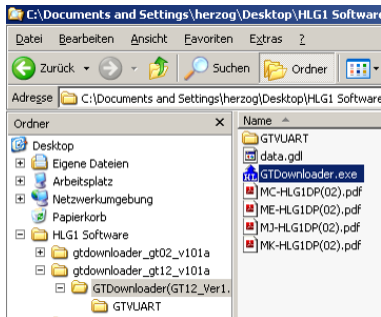 C:\Documents and Settings\herzog\Desktop\HLG1 Software
Datei Bearbeiten Ansicht Favoriten Extras ?
Zurück Suchen Ordner
Adresse C:\Documents and Settings\herzog\Desktop\HLG1 Software
Ordner
Desktop
Eigene Dateien
Arbeitsplatz
Netzwerkumgebung
Papierkorb
HLG1 Software
gtdownloader_gt02_v101a
gtdownloader_gt12_v101a
GTDownloader(GT12_Ver1.
GTVUART
Name
GTVUART
data.gdl
GTDownloader.exe
MC-HLG1DP(02).pdf
ME-HLG1DP(02).pdf
MJ-HLG1DP(02).pdf
MK-HLG1DP(02).pdf